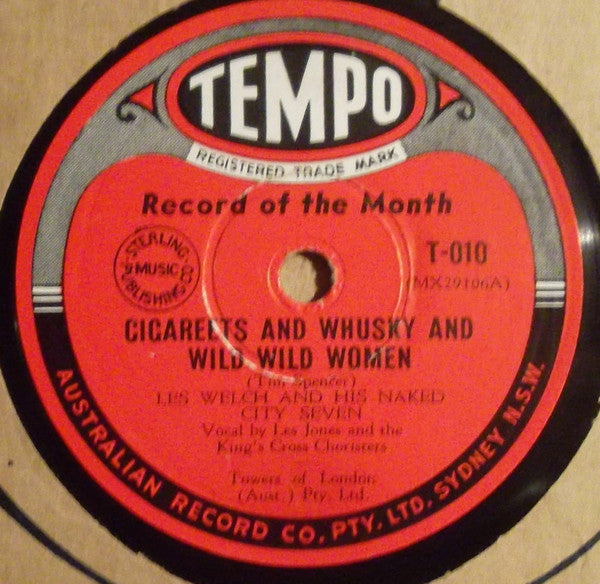 TEMPO
REGISTERED TRADE MARK
Record of the Month
STERLING
MUSIC
PUBLISHING CO
T-010
(MX29106A)
CIGAREETS AND WHUSKY AND
WILD WILD WOMEN
(Tim Spencer)
LES WELCH AND HIS NAKED
CITY SEVEN
Vocal by Les Jones and the
King's Cross Choristers
Towers of London
(Aust.) Pty. Ltd.
AUSTRALIAN RECORD CO. PTY. LTD. SYDNEY N.S.W.